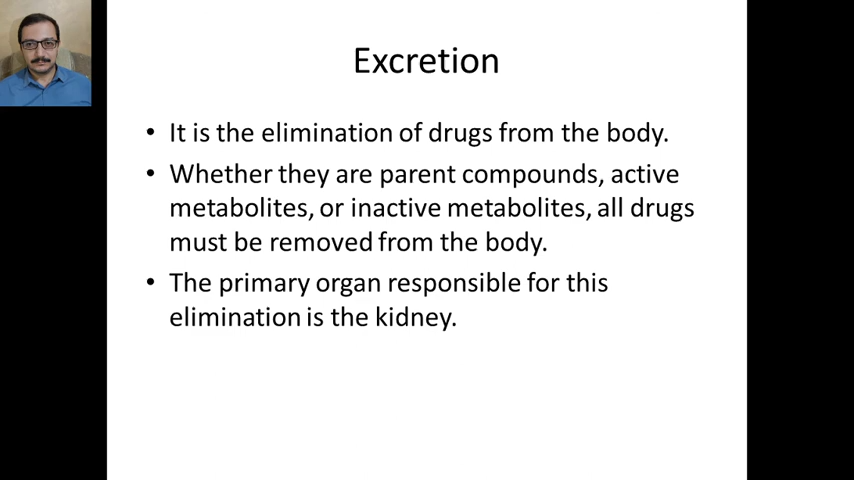 Excretion
• It is the elimination of drugs from the body.
• Whether they are parent compounds, active
metabolites, or inactive metabolites, all drugs
must be removed from the body.
• The primary organ responsible for this
elimination is the kidney.